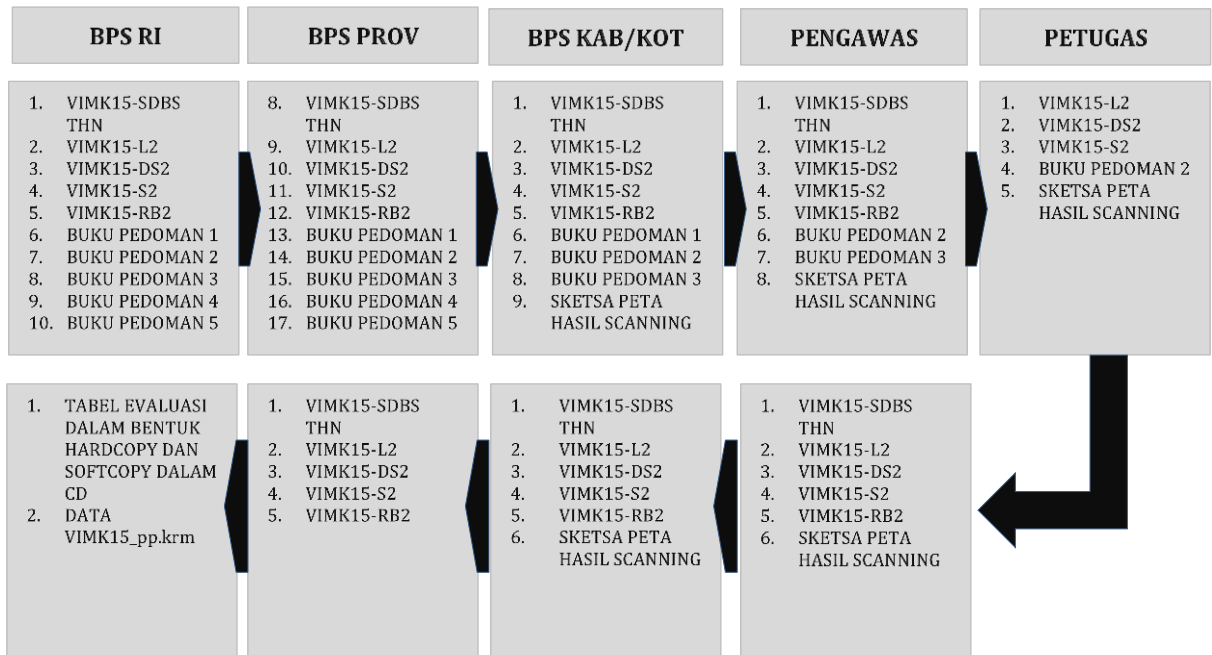 BPS RI
BPS PROV
BPS KAB/KOT
PENGAWAS
PETUGAS
1. VIMK15-SDBS
THN
2. VIMK15-L2
3. VIMK15-DS2
4. VIMK15-S2
5. VIMK15-RB2
6. BUKU PEDOMAN 1
7. BUKU PEDOMAN 2
8. BUKU PEDOMAN 3
9. BUKU PEDOMAN 4
10. BUKU PEDOMAN 5
8. VIMK15-SDBS
THN
9. VIMK15-L2
10. VIMK15-DS2
11. VIMK15-S2
12. VIMK15-RB2
13. BUKU PEDOMAN 1
14. BUKU PEDOMAN 2
15. BUKU PEDOMAN 3
16. BUKU PEDOMAN 4
17. BUKU PEDOMAN 5
1. VIMK15-SDBS
THN
2. VIMK15-L2
3. VIMK15-DS2
4. VIMK15-S2
5. VIMK15-RB2
6. BUKU PEDOMAN 1
7. BUKU PEDOMAN 2
8. BUKU PEDOMAN 3
9. SKETSA PETA
HASIL SCANNING
1. VIMK15-SDBS
THN
2. VIMK15-L2
3. VIMK15-DS2
4. VIMK15-S2
5. VIMK15-RB2
6. BUKU PEDOMAN 2
7. BUKU PEDOMAN 3
8. SKETSA PETA
HASIL SCANNING
1. VIMK15-L2
2. VIMK15-DS2
3. VIMK15-S2
4. BUKU PEDOMAN 2
5. SKETSA PETA
HASIL SCANNING
1. TABEL EVALUASI
DALAM BENTUK
HARDCOPY DAN
SOFTCOPY DALAM
CD
2. DATA
VIMK15_pp.krm
1. VIMK15-SDBS
THN
2. VIMK15-L2
3. VIMK15-DS2
4. VIMK15-S2
5. VIMK15-RB2
1. VIMK15-SDBS
THN
2. VIMK15-L2
3. VIMK15-DS2
4. VIMK15-S2
5. VIMK15-RB2
6. SKETSA PETA
HASIL SCANNING
1. VIMK15-SDBS
THN
2. VIMK15-L2
3. VIMK15-DS2
4. VIMK15-S2
5. VIMK15-RB2
6. SKETSA PETA
HASIL SCANNING